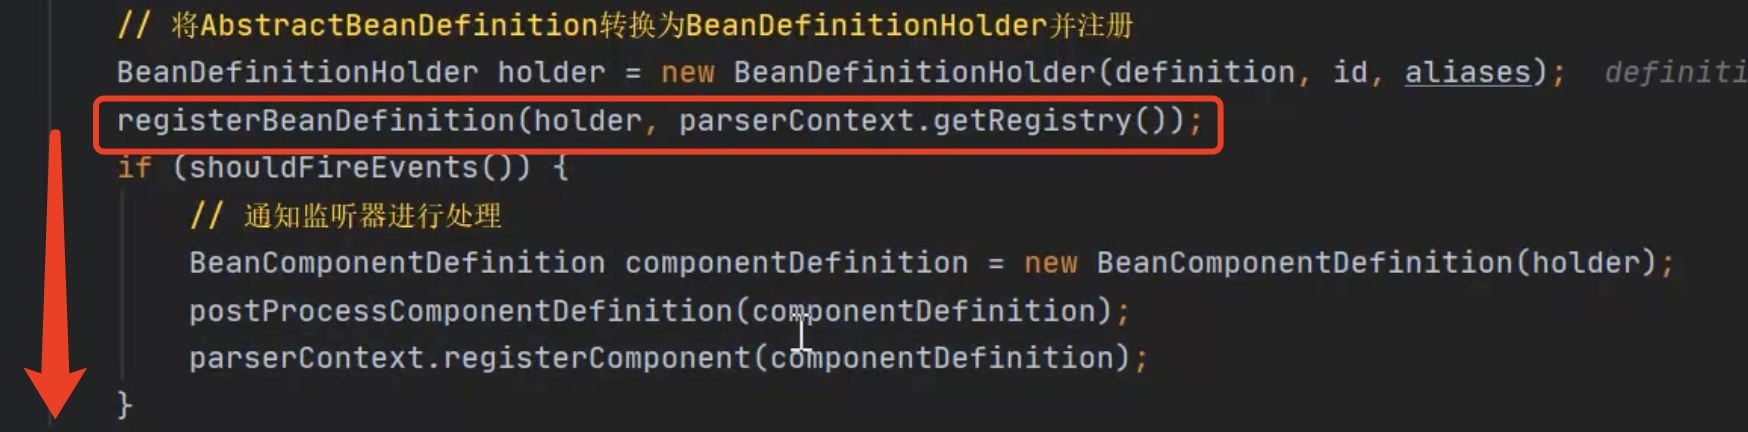 // 将AbstractBeanDefinition转换为BeanDefinitionHolder并注册
BeanDefinitionHolder holder = new BeanDefinitionHolder(definition, id, aliases);  definiti
registerBeanDefinition(holder, parserContext.getRegistry());
if (shouldFireEvents()) {
// 通知监听器进行处理
BeanComponentDefinition componentDefinition = new BeanComponentDefinition(holder);
postProcessComponentDefinition(componentDefinition);
parserContext.registerComponent(componentDefinition);
}